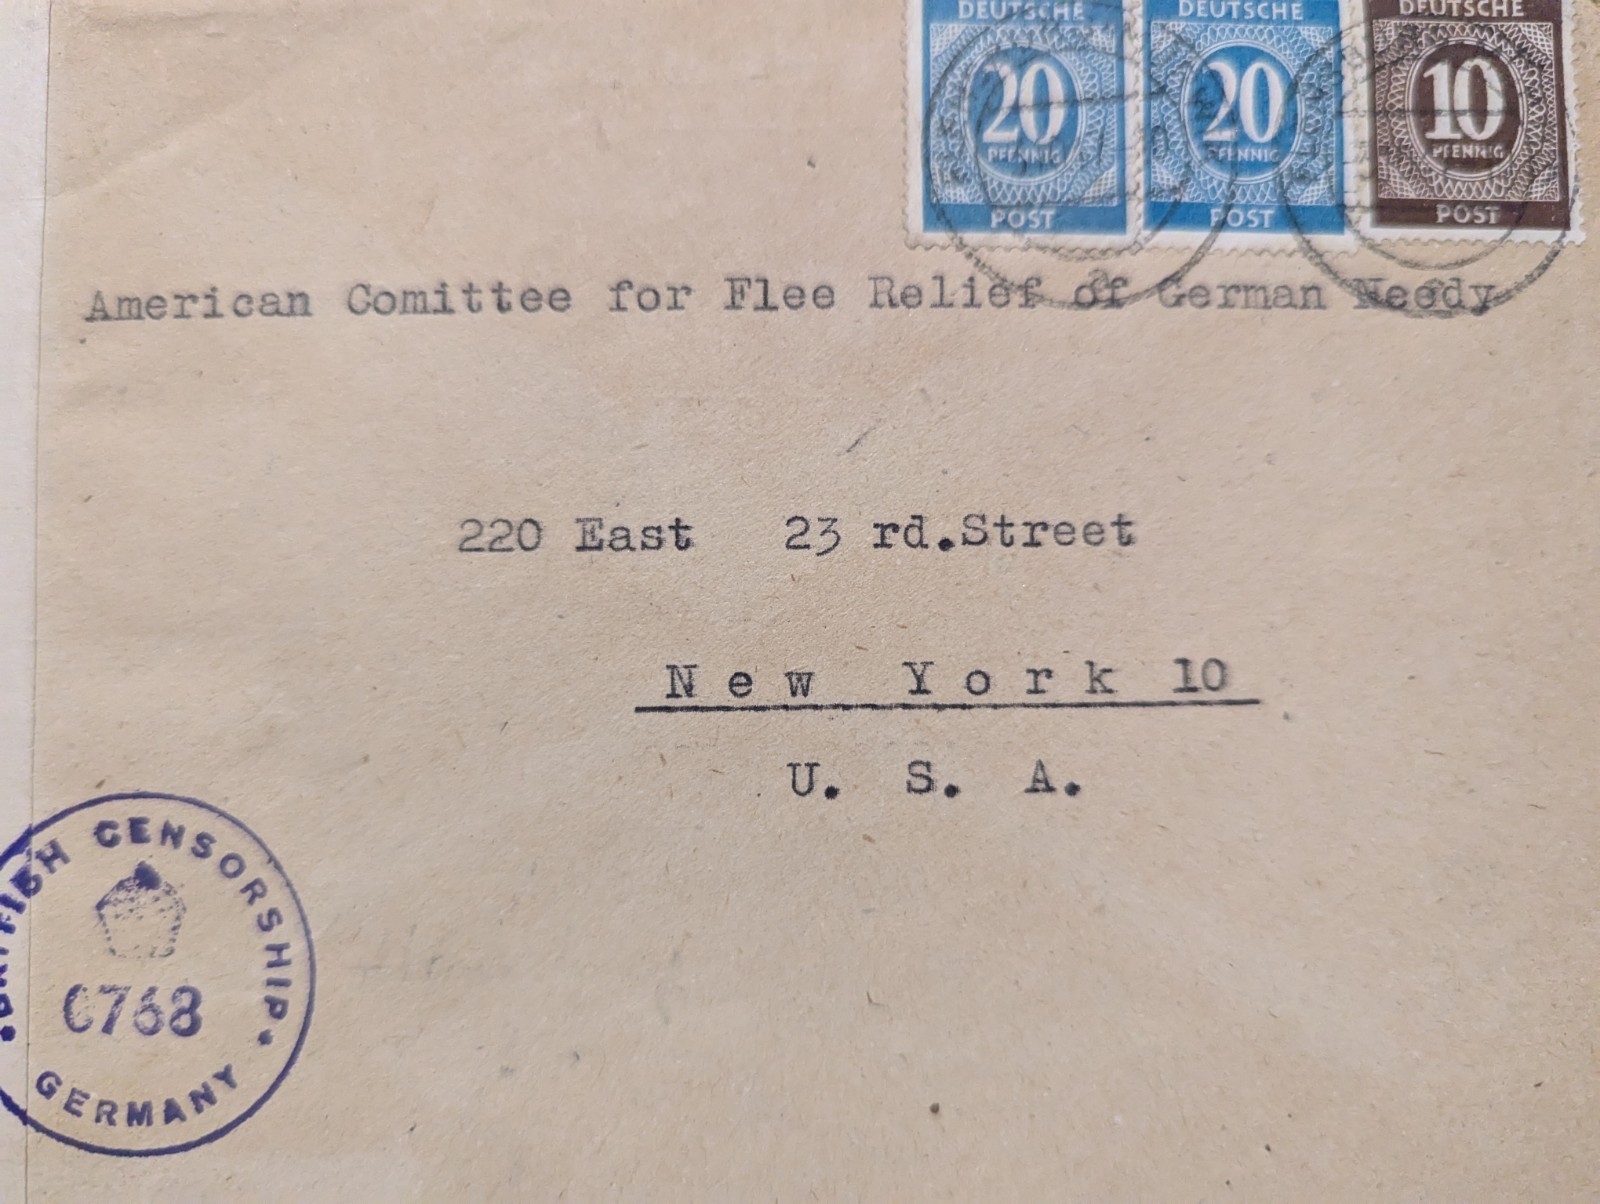 DEUTSCHE DEUTSCHE DEUTSCHE
20 20 10
PFENNIG PFENNIG PFENNIG
POST POST POST
American Comittee for Flee Relief of German Needy
220 East 23 rd.Street
New York 10
U. S. A.
BRITISH CENSORSHIP
6768
GERMANY